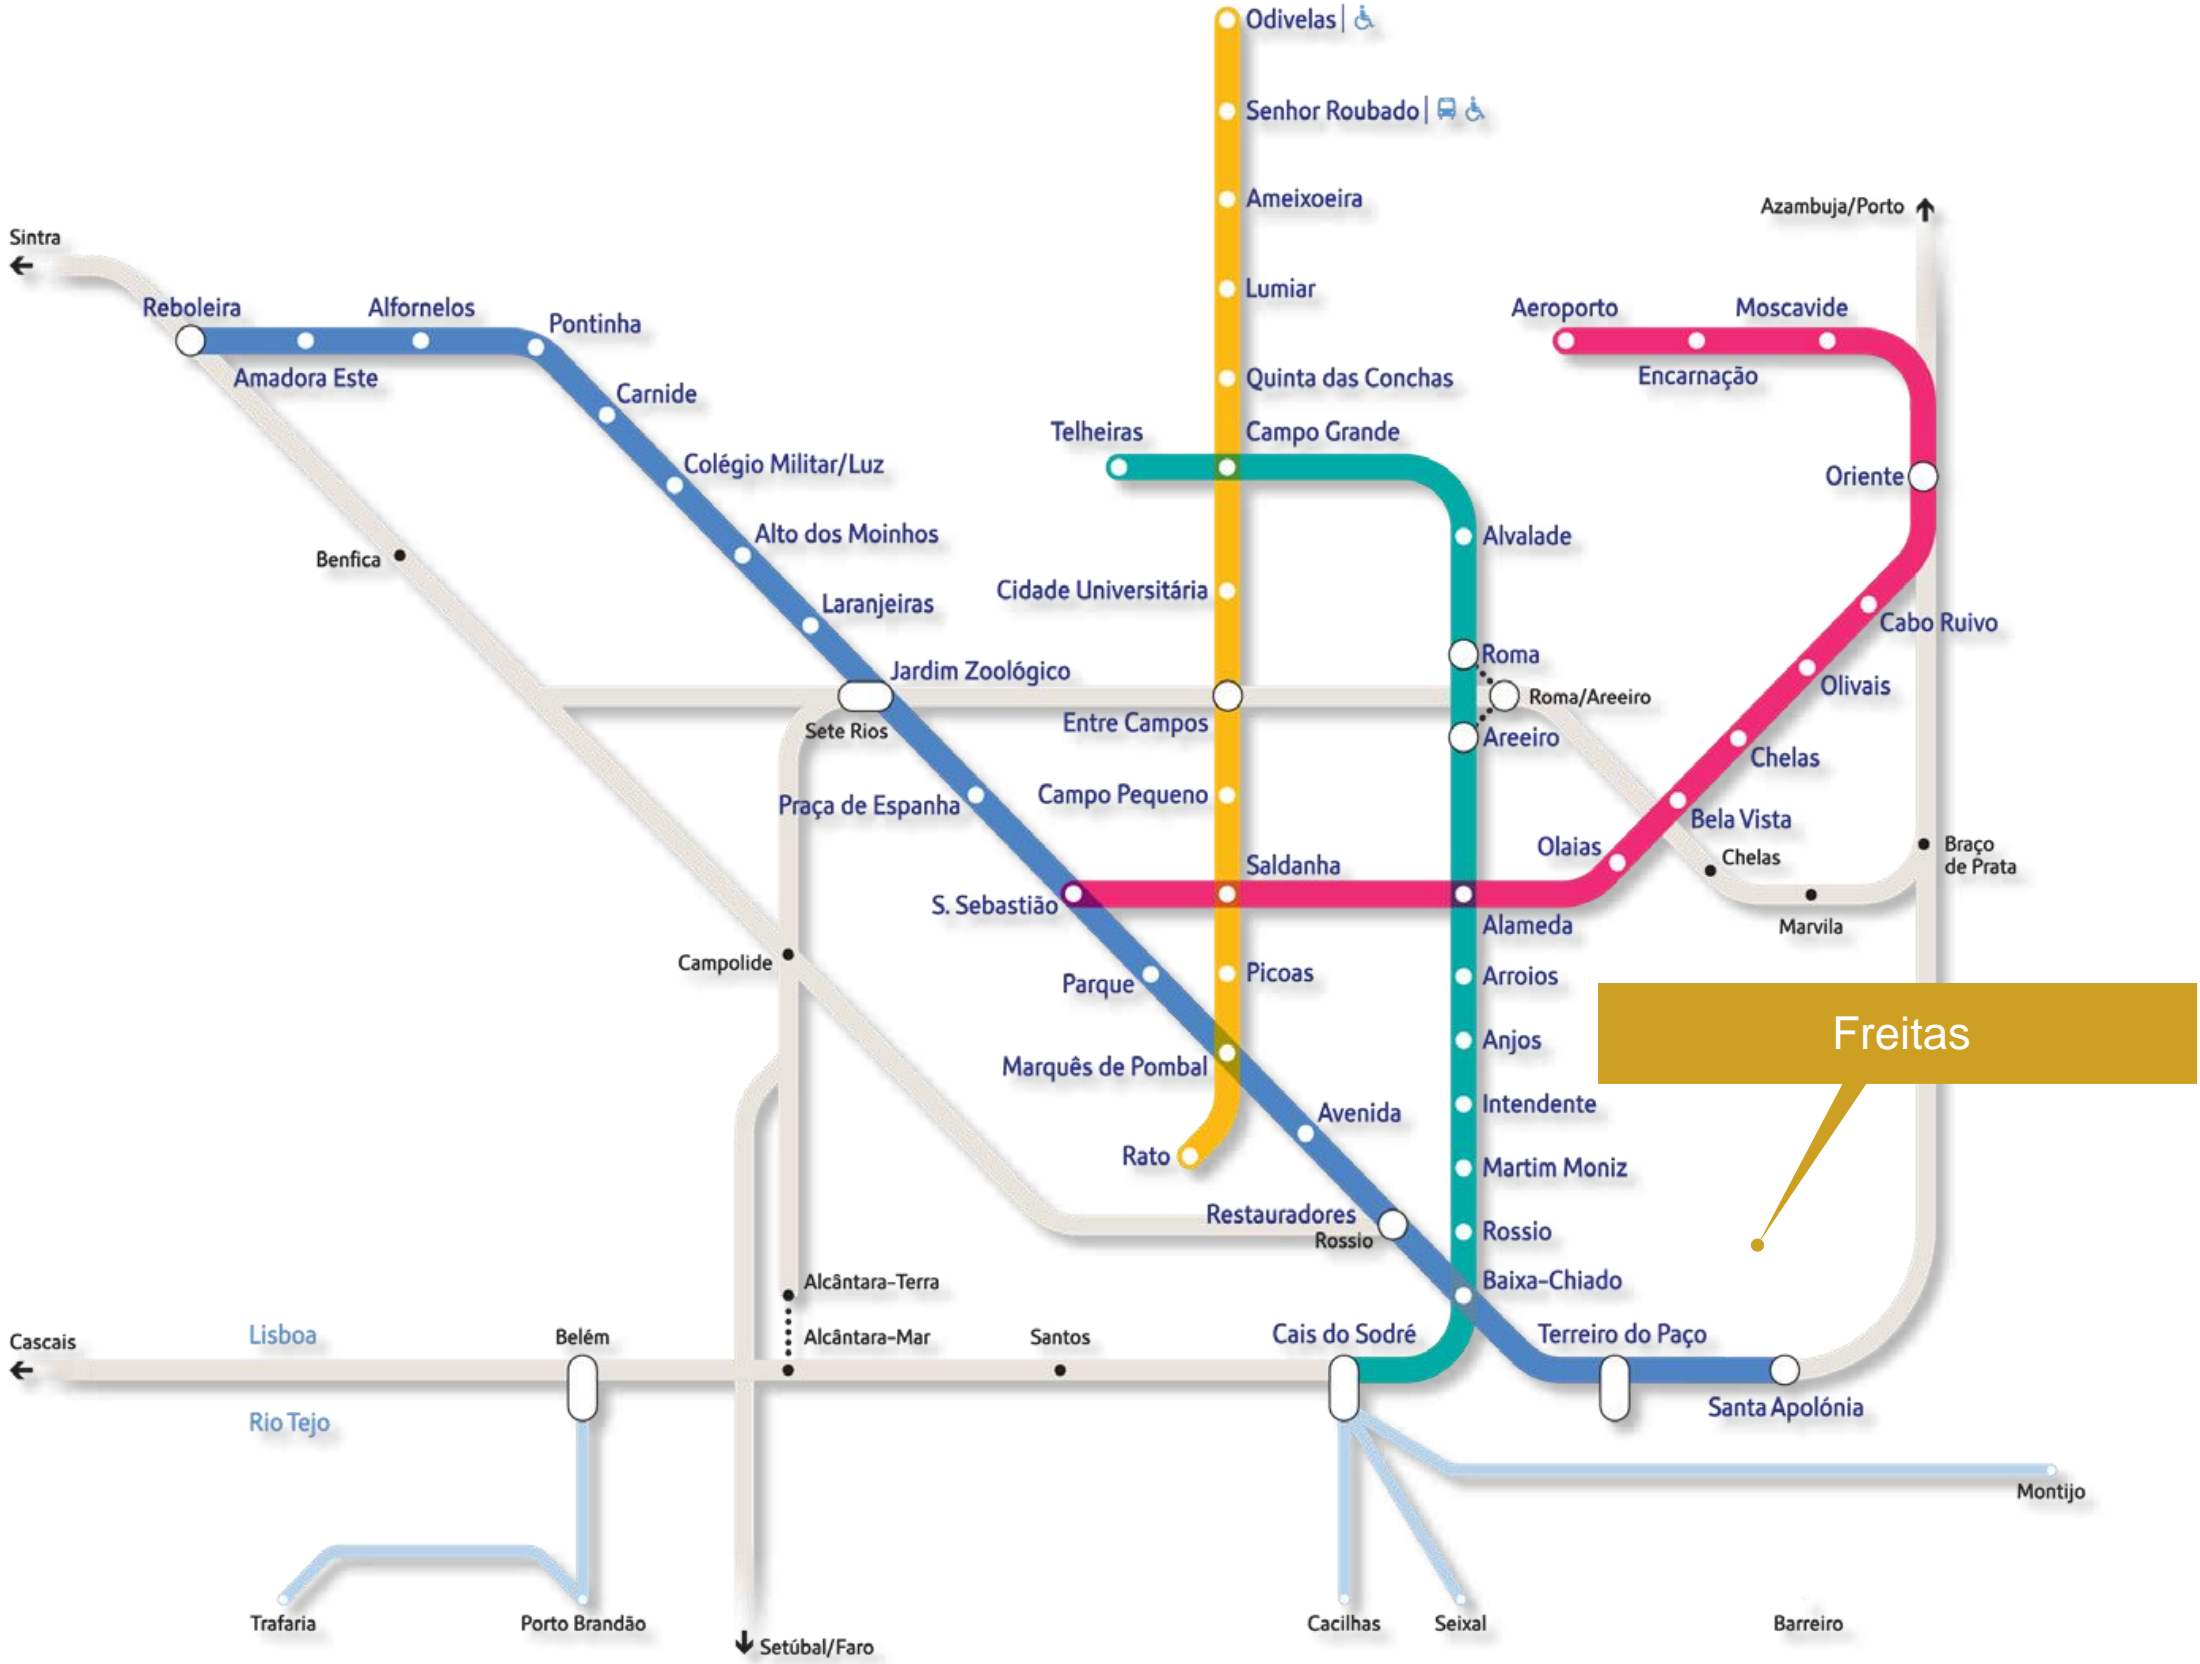 Odivelas|
Senhor Roubado|
Ameixoeira
Azambuja/Porto
Sintra
Lumiar
Reboleira
Alfornelos
Pontinha
Aeroporto
Moscavide
Amadora Este
Carnide
Quinta das Conchas
Encarnação
Telheiras
Campo Grande
Colégio Militar/Luz
Oriente
Alto dos Moinhos
Alvalade
Benfica
Cidade Universitária
Laranjeiras
Cabo Ruivo
Roma
Jardim Zoológico
Olivais
Roma/Areeiro
Sete Rios
Entre Campos
Areeiro
Chelas
Praça de Espanha
Campo Pequeno
Bela Vista
Olaias
Chelas
Braço
de Prata
Saldanha
S. Sebastião
Alameda
Marvila
Campolide
Parque
Picoas
Arroios
Freitas
Anjos
Marquês de Pombal
Intendente
Avenida
Rato
Martim Moniz
Restauradores
Rossio
Rossio
Baixa-Chiado
Alcântara-Terra
Cascais
Lisboa
Belém
Alcântara-Mar
Santos
Cais do Sodré
Terreiro do Paço
Rio Tejo
Santa Apolónia
Montijo
Trafaria
Porto Brandão
Cacilhas
Seixal
Barreiro
Setúbal/Faro